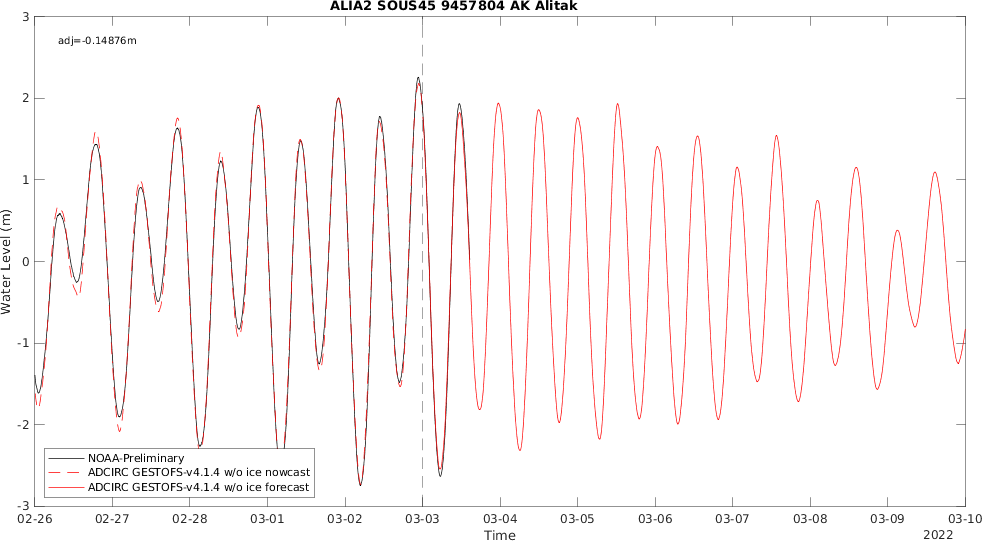 ALIA2 SOUS45 9457804 AK Alitak
adj=-0.14876m
3
2
1
0
-1
-2
-3
Water Level (m)
NOAA-Preliminary
ADCIRC GESTOFS-v4.1.4 w/o ice nowcast
ADCIRC GESTOFS-v4.1.4 w/o ice forecast
02-26 02-27 02-28 03-01 03-02 03-03 03-04 03-05 03-06 03-07 03-08 03-09 03-10
Time
2022